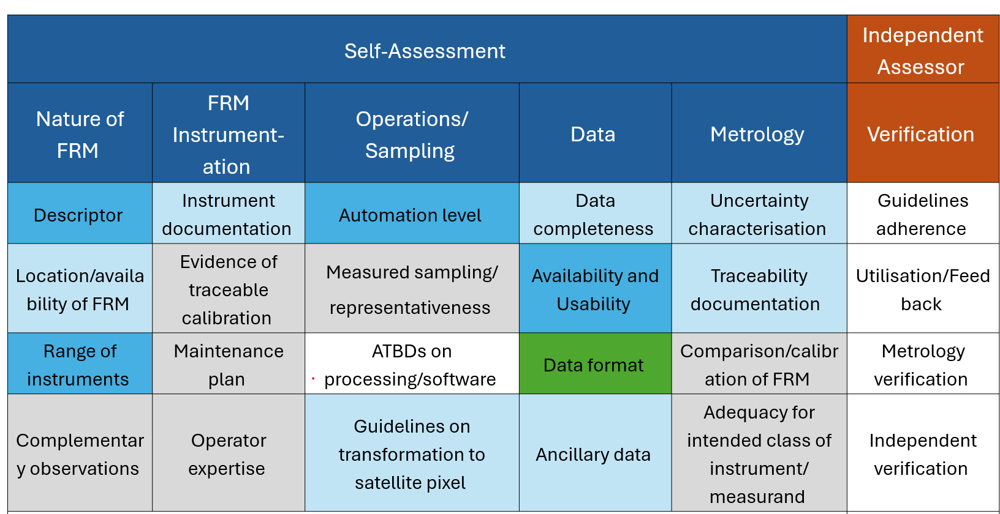 Self-Assessment
Independent
Assessor
Nature of
FRM
FRM
Instrument-
ation
Operations/
Sampling
Data
Metrology
Verification
Descriptor
Instrument
documentation
Automation level
Data
completeness
Uncertainty
characterisation
Guidelines
adherence
Location/availa
bility of FRM
Evidence of
traceable
calibration
Measured sampling/
representativeness
Availability and
Usability
Traceability
documentation
Utilisation/Feed
back
Range of
instruments
Maintenance
plan
ATBDs on
processing/software
Data format
Comparison/calibr
ation of FRM
Metrology
verification
Complementar
y observations
Operator
expertise
Guidelines on
transformation to
satellite pixel
Ancillary data
Adequacy for
intended class of
instrument/
measurand
Independent
verification